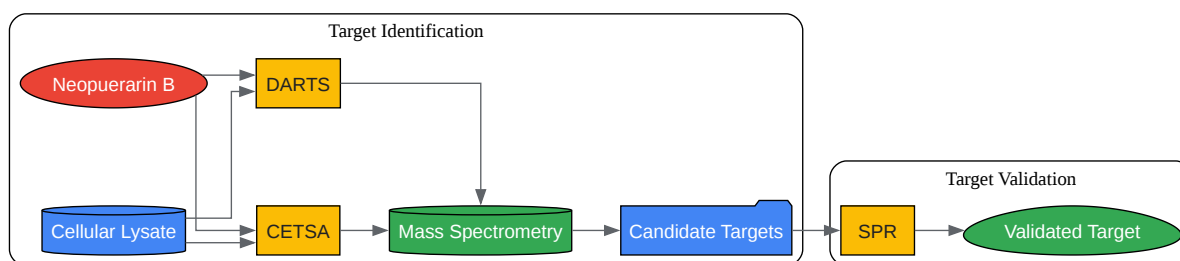 Target Identification
Neopuerarin B
DARTS
Target Validation
Cellular Lysate
CETSA
Mass Spectrometry
Candidate Targets
SPR
Validated Target